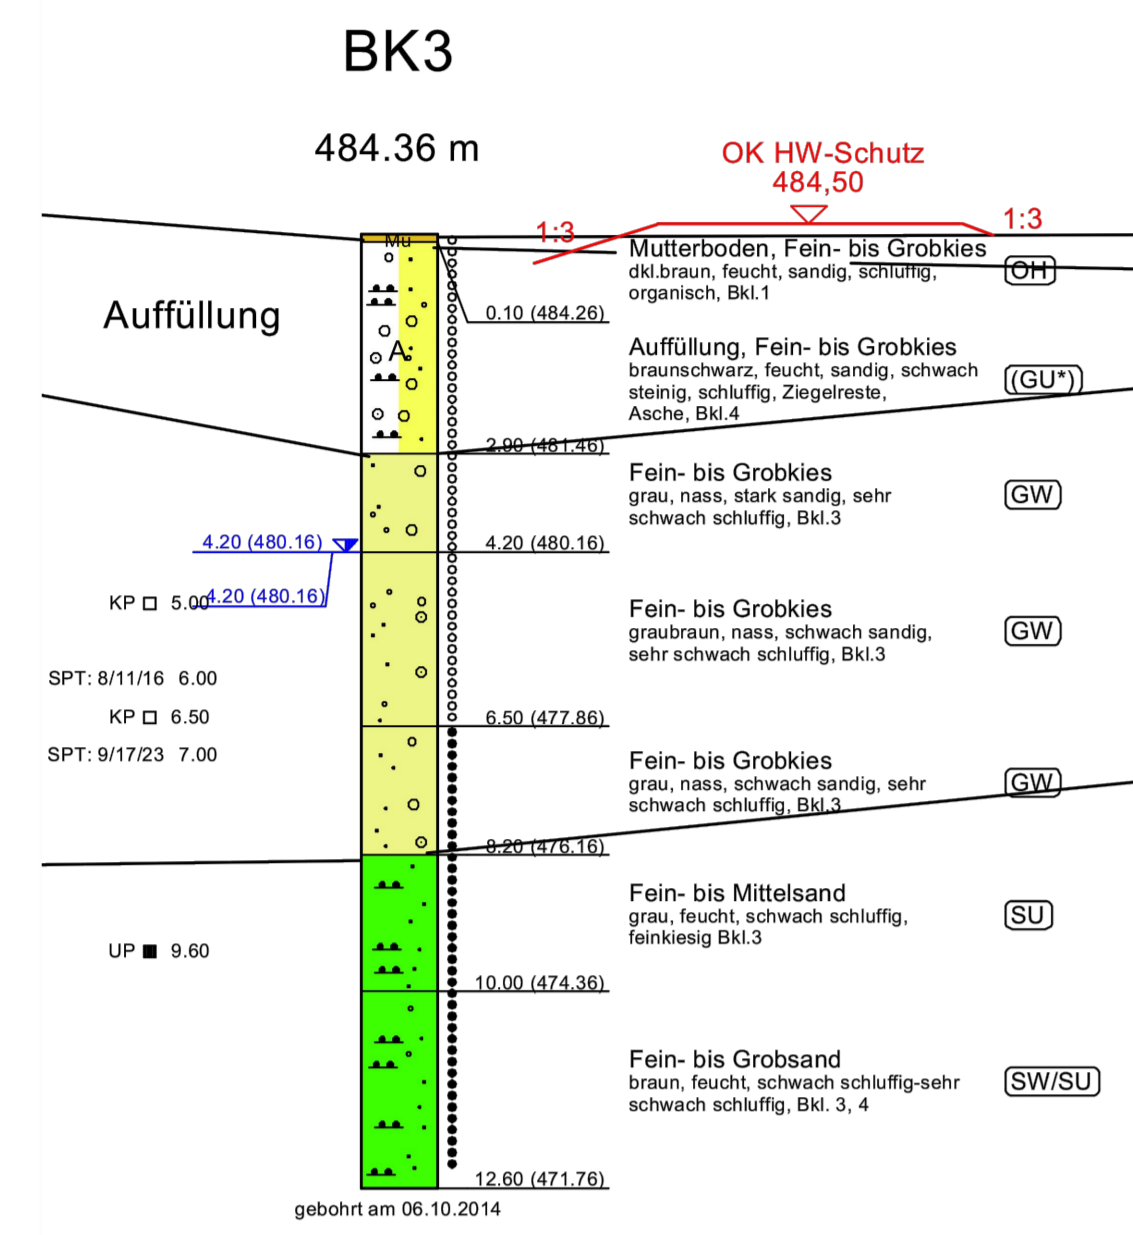 BK3
484.36 m
OK HW-Schutz
484,50
1:3
1:3
Mu
Mutterboden, Fein- bis Grobkies
dkl.braun, feucht, sandig, schluffig,
organisch, Bkl.1
OH
0.10 (484.26)
Auffüllung
A
Auffüllung, Fein- bis Grobkies
braunschwarz, feucht, sandig, schwach
steinig, schluffig, Ziegelreste,
Asche, Bkl.4
(GU*)
2.90 (481.46)
Fein- bis Grobkies
grau, nass, stark sandig, sehr
schwach schluffig, Bkl.3
GW
4.20 (480.16)
4.20 (480.16)
4.20 (480.16)
KP 5.00
Fein- bis Grobkies
graubraun, nass, schwach sandig,
sehr schwach schluffig, Bkl.3
GW
SPT: 8/11/16 6.00
KP 6.50
6.50 (477.86)
SPT: 9/17/23 7.00
Fein- bis Grobkies
grau, nass, schwach sandig, sehr
schwach schluffig, Bkl.3
GW
8.20 (476.16)
Fein- bis Mittelsand
grau, feucht, schwach schluffig,
feinkiesig Bkl.3
SU
UP 9.60
10.00 (474.36)
Fein- bis Grobsand
braun, feucht, schwach schluffig-sehr
schwach schluffig, Bkl. 3, 4
SW/SU
12.60 (471.76)
gebohrt am 06.10.2014